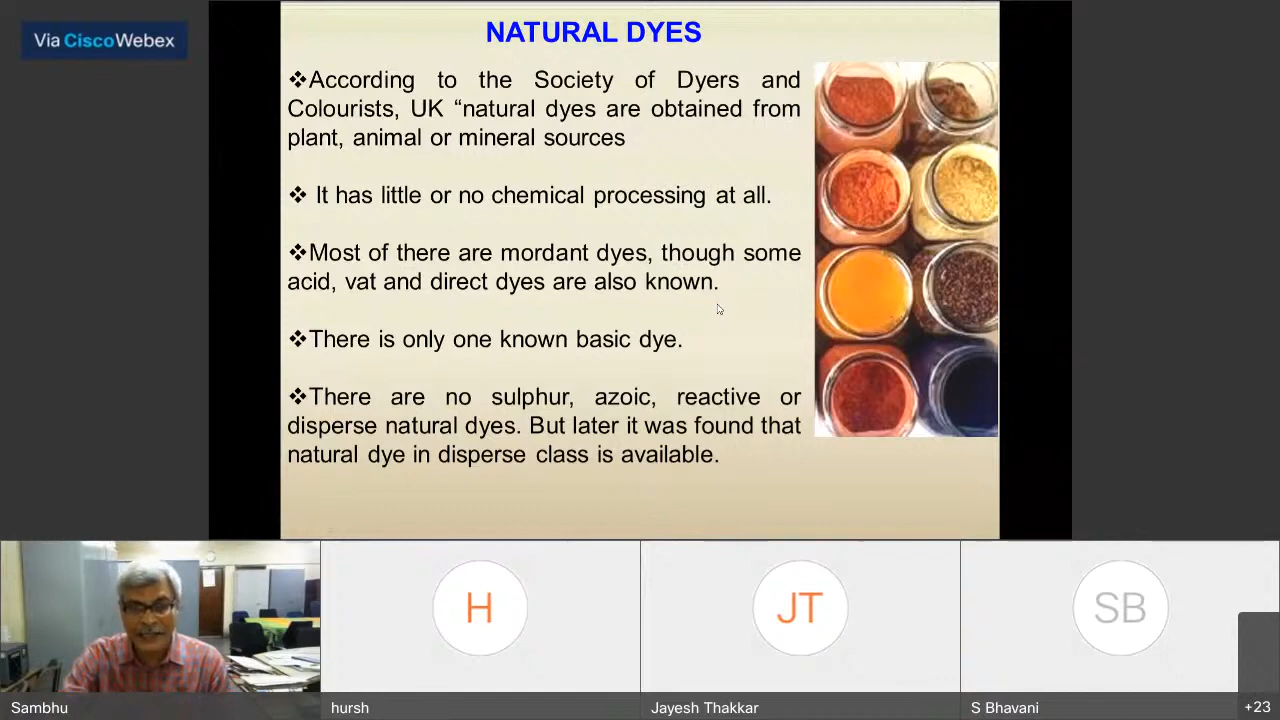 Via CiscoWebex
NATURAL DYES
❖According to the Society of Dyers and
Colourists, UK “natural dyes are obtained from
plant, animal or mineral sources
❖ It has little or no chemical processing at all.
❖Most of there are mordant dyes, though some
acid, vat and direct dyes are also known.
❖There is only one known basic dye.
❖There are no sulphur, azoic, reactive or
disperse natural dyes. But later it was found that
natural dye in disperse class is available.
H
JT
SB
Sambhu
hursh
Jayesh Thakkar
S Bhavani
+23